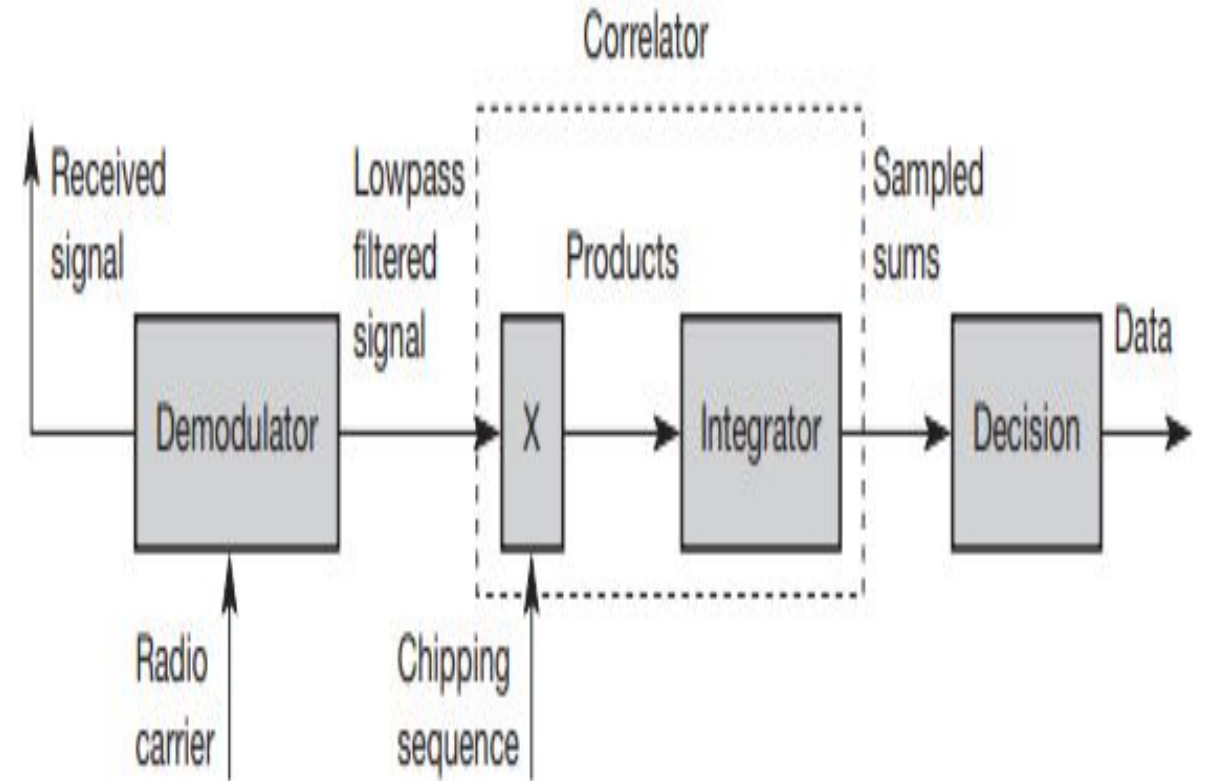 Correlator
Received
signal
Lowpass
filtered
signal
Products
Sampled
sums
Data
Demodulator
X
Integrator
Decision
Radio
carrier
Chipping
sequence